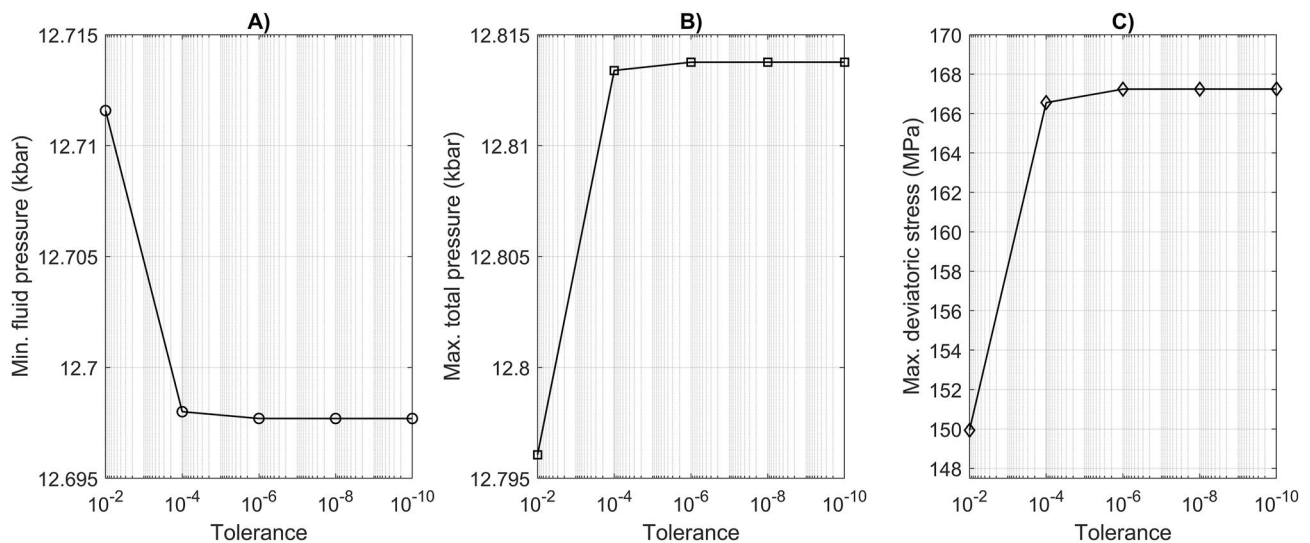 A)
12.715
12.71
12.705
12.7
12.695
Min. fluid pressure (kbar)
10⁻² 10⁻⁴ 10⁻⁶ 10⁻⁸ 10⁻¹⁰
Tolerance
B)
12.815
12.81
12.805
12.8
12.795
Max. total pressure (kbar)
10⁻² 10⁻⁴ 10⁻⁶ 10⁻⁸ 10⁻¹⁰
Tolerance
C)
170
168
166
164
162
160
158
156
154
152
150
148
Max. deviatoric stress (MPa)
10⁻² 10⁻⁴ 10⁻⁶ 10⁻⁸ 10⁻¹⁰
Tolerance